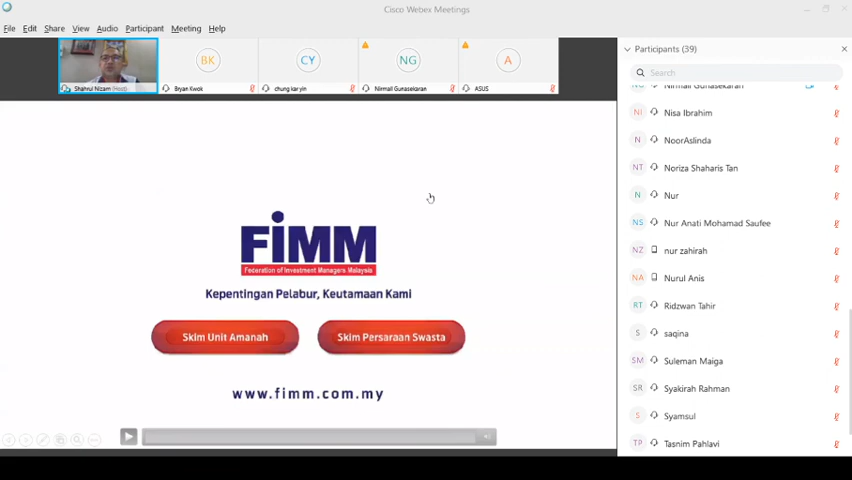 Cisco Webex Meetings
File Edit Share View Audio Participant Meeting Help
Shahrul Nizam (Host)
BK
Bryan Kwok
CY
chung kar yin
NG
Nirmall Gunasekaran
A
ASUS
FiMM
Federation of Investment Managers Malaysia
Kepentingan Pelabur, Keutamaan Kami
Skim Unit Amanah
Skim Persaraan Swasta
www.fimm.com.my
Participants (39)
Search
Nirmall Gunasekaran
NI Nisa Ibrahim
N NoorAslinda
NT Noriza Shaharis Tan
N Nur
NS Nur Anati Mohamad Saufee
NZ nur zahirah
NA Nurul Anis
RT Ridzwan Tahir
S saqina
SM Suleman Maiga
SR Syakirah Rahman
S Syamsul
TP Tasnim Pahlavi